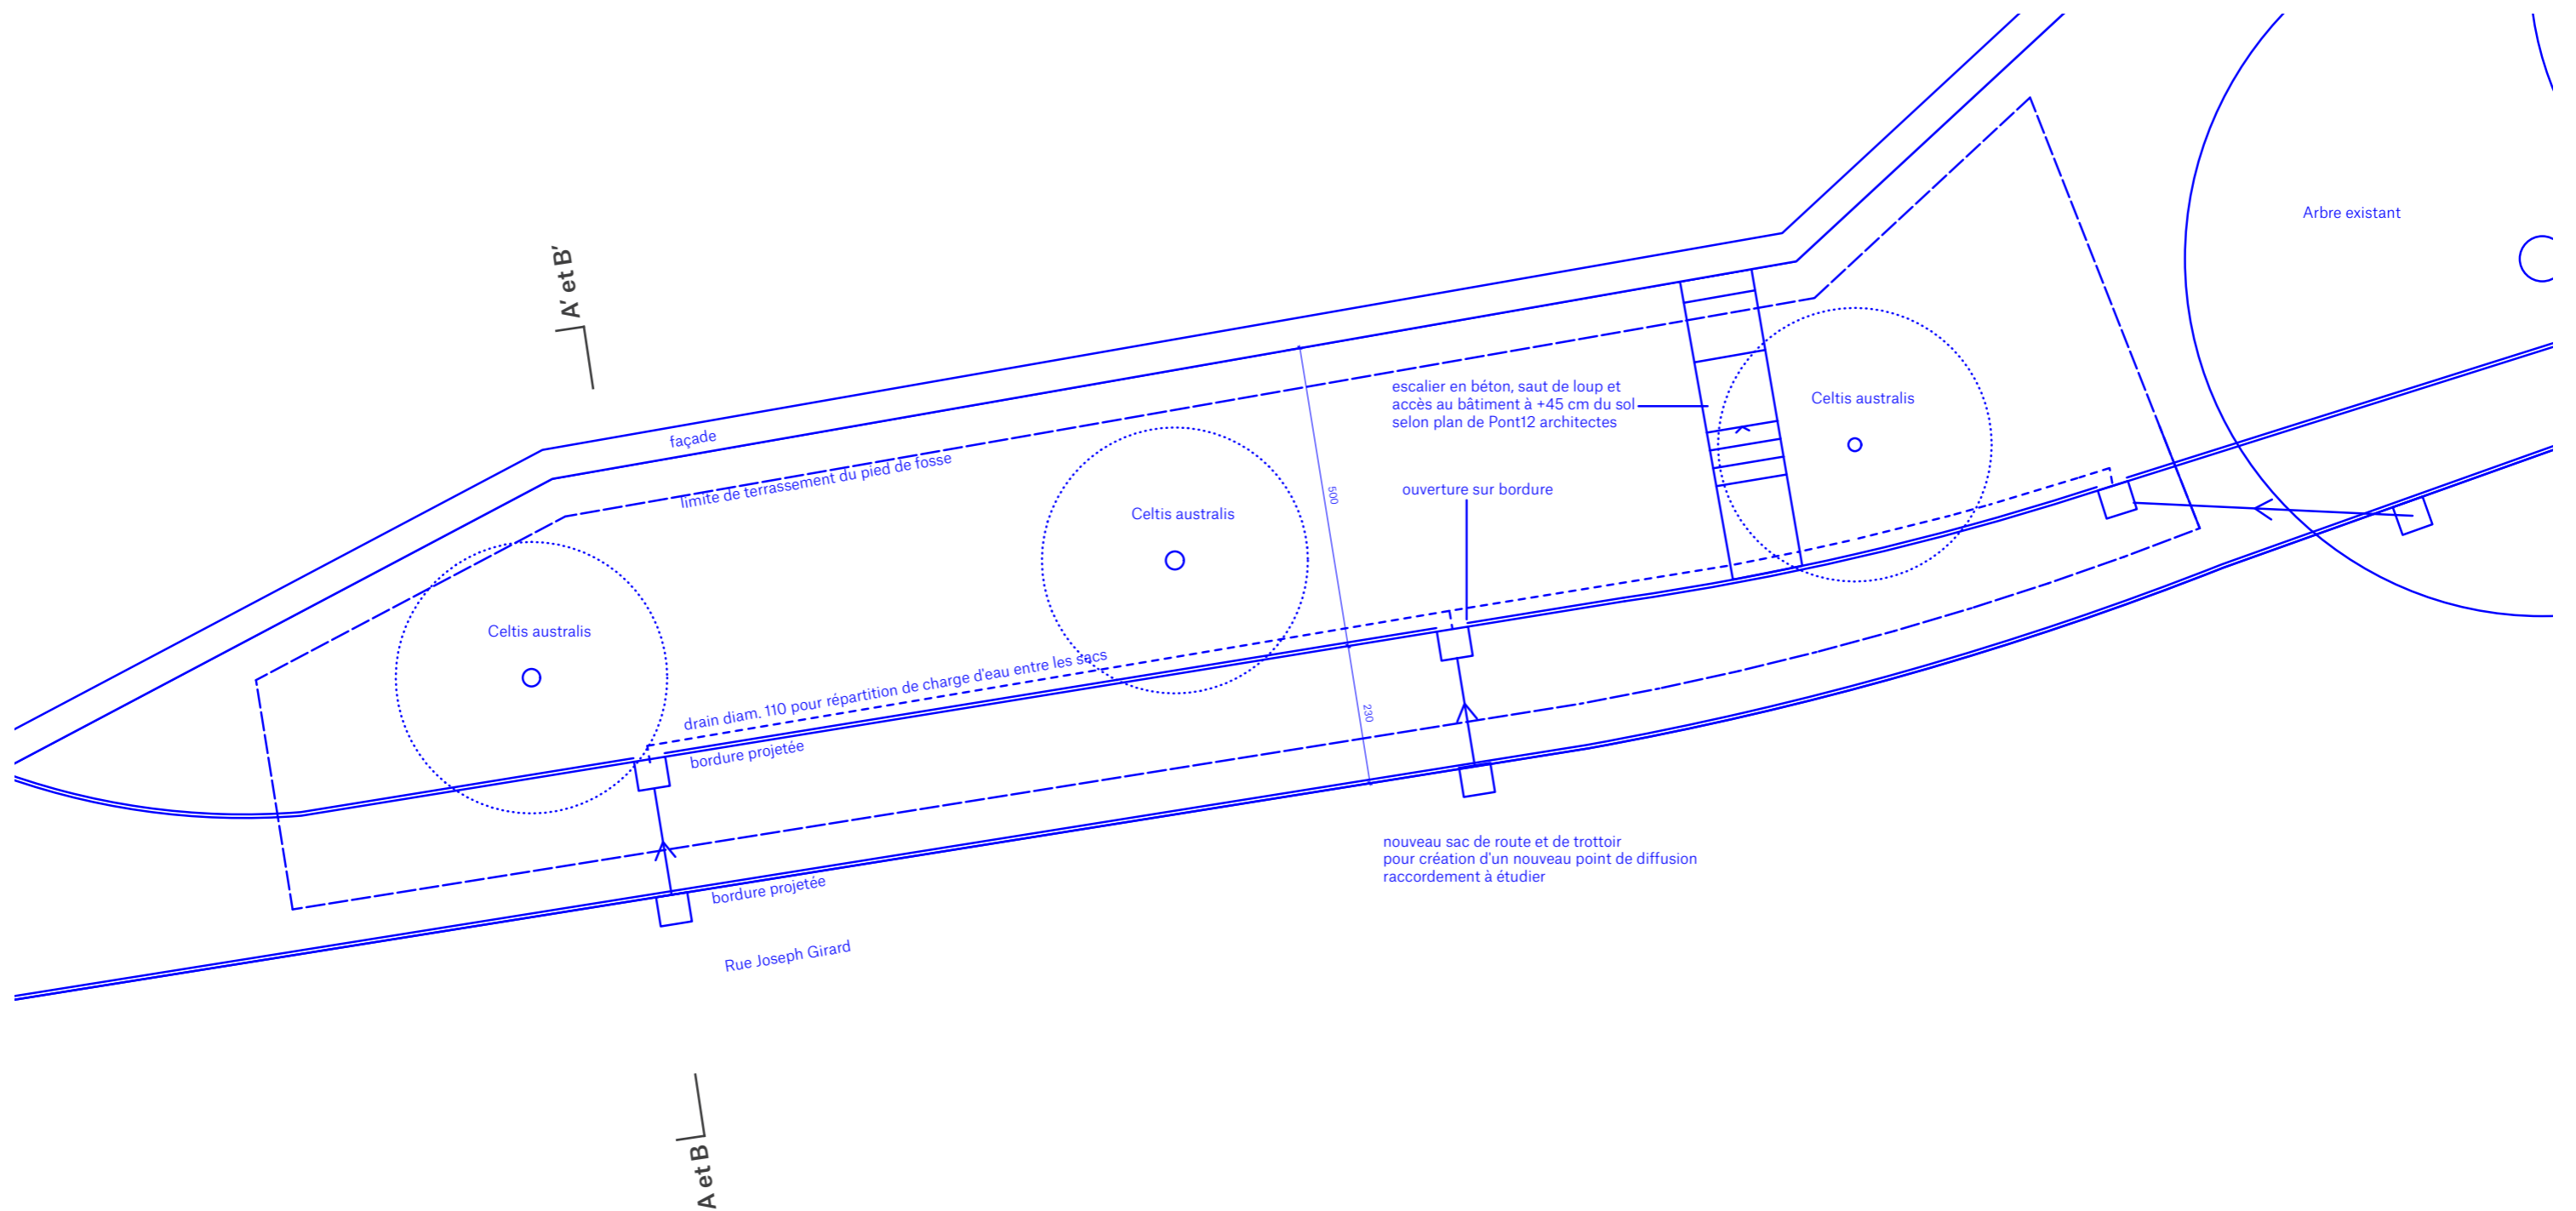 A' et B'
Arbre existant
façade
limite de terrassement du pied de fosse
escalier en béton, saut de loup et
accès au bâtiment à +45 cm du sol
selon plan de Pont12 architectes
Celtis australis
ouverture sur bordure
500
Celtis australis
Celtis australis
drain diam. 110 pour répartition de charge d'eau entre les sacs
bordure projetée
230
nouveau sac de route et de trottoir
pour création d'un nouveau point de diffusion
raccordement à étudier
bordure projetée
Rue Joseph Girard
A et B